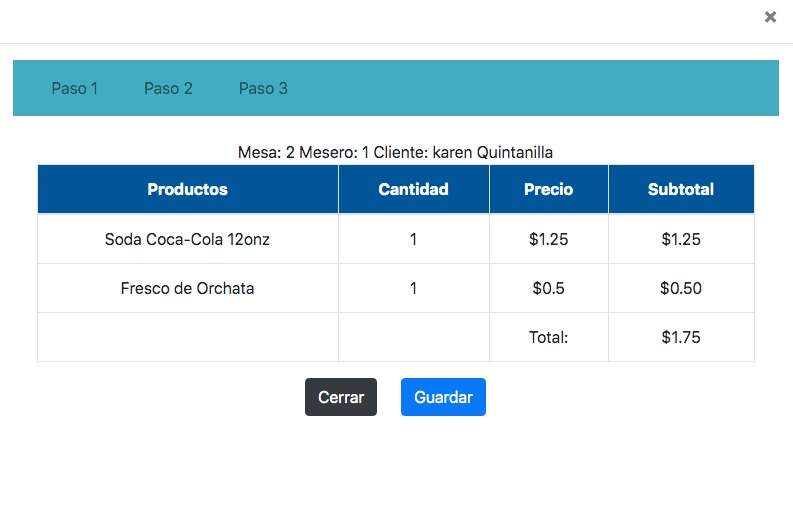 ×
Paso 1 Paso 2 Paso 3
Mesa: 2 Mesero: 1 Cliente: karen Quintanilla
Productos Cantidad Precio Subtotal
Soda Coca-Cola 12onz 1 $1.25 $1.25
Fresco de Orchata 1 $0.5 $0.50
Total: $1.75
Cerrar Guardar